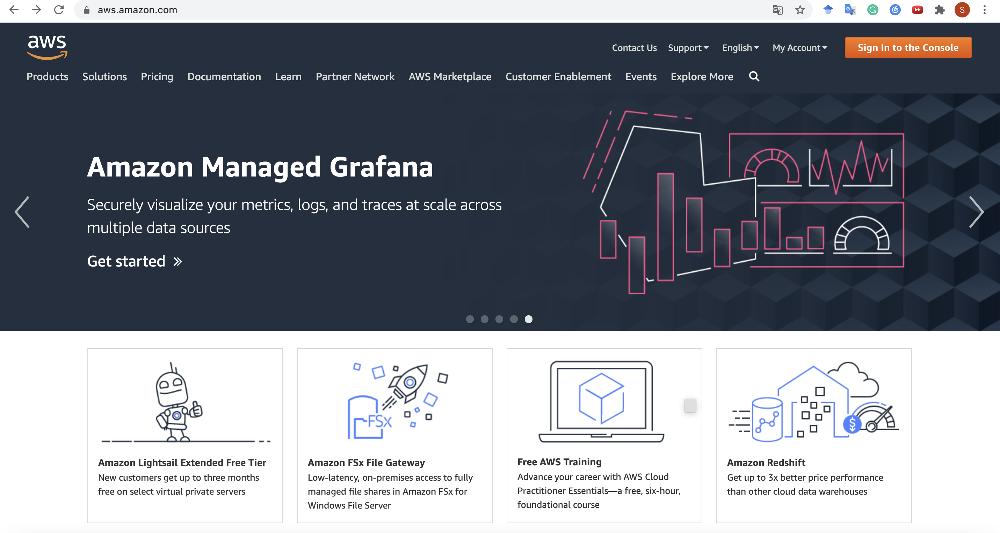 aws.amazon.com
S
aws
Contact Us Support English My Account Sign In to the Console
Products Solutions Pricing Documentation Learn Partner Network AWS Marketplace Customer Enablement Events Explore More
Amazon Managed Grafana
Securely visualize your metrics, logs, and traces at scale across
multiple data sources
Get started »
FSx
Amazon Lightsail Extended Free Tier
New customers get up to three months
free on select virtual private servers
Amazon FSx File Gateway
Low-latency, on-premises access to fully
managed file shares in Amazon FSx for
Windows File Server
Free AWS Training
Advance your career with AWS Cloud
Practitioner Essentials—a free, six-hour,
foundational course
Amazon Redshift
Get up to 3x better price performance
than other cloud data warehouses